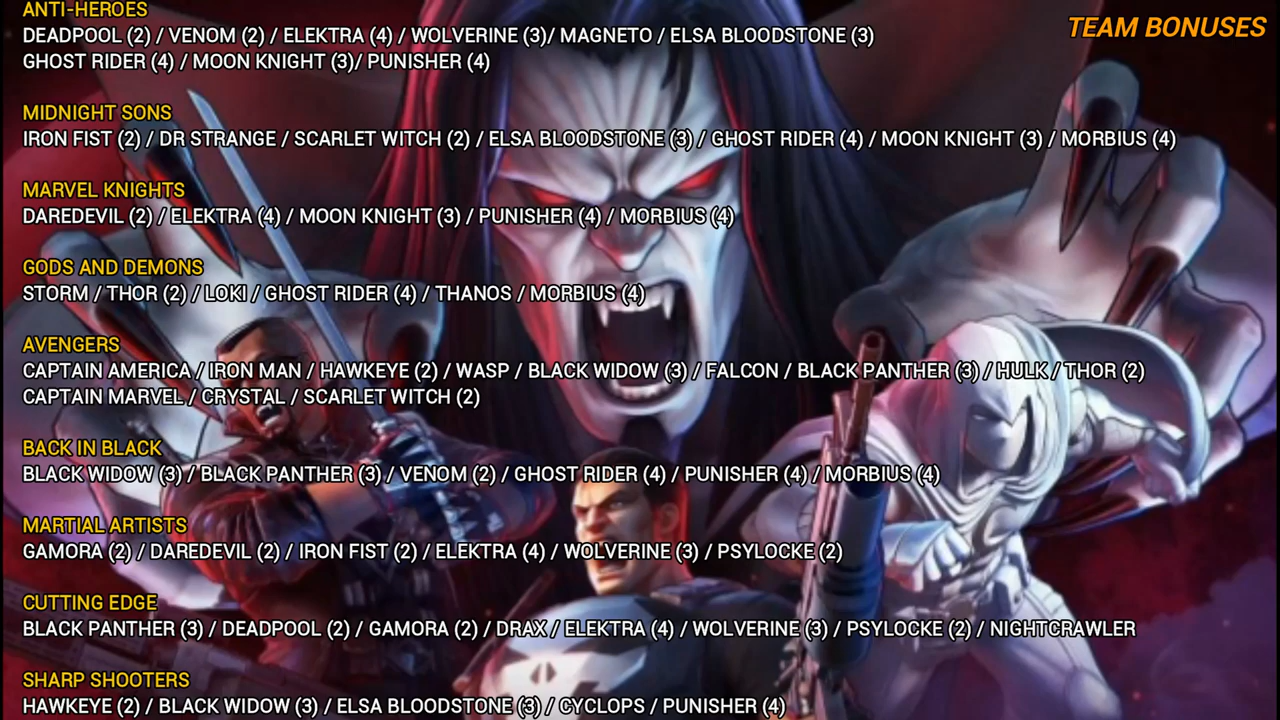 ANTI-HEROES
TEAM BONUSES
DEADPOOL (2) / VENOM (2) / ELEKTRA (4) / WOLVERINE (3)/ MAGNETO / ELSA BLOODSTONE (3)
GHOST RIDER (4) / MOON KNIGHT (3)/ PUNISHER (4)
MIDNIGHT SONS
IRON FIST (2) / DR STRANGE / SCARLET WITCH (2) / ELSA BLOODSTONE (3) / GHOST RIDER (4) / MOON KNIGHT (3) / MORBIUS (4)
MARVEL KNIGHTS
DAREDEVIL (2) / ELEKTRA (4) / MOON KNIGHT (3) / PUNISHER (4) / MORBIUS (4)
GODS AND DEMONS
STORM / THOR (2) / LOKI / GHOST RIDER (4) / THANOS / MORBIUS (4)
AVENGERS
CAPTAIN AMERICA / IRON MAN / HAWKEYE (2) / WASP / BLACK WIDOW (3) / FALCON / BLACK PANTHER (3) / HULK / THOR (2)
CAPTAIN MARVEL / CRYSTAL / SCARLET WITCH (2)
BACK IN BLACK
BLACK WIDOW (3) / BLACK PANTHER (3) / VENOM (2) / GHOST RIDER (4) / PUNISHER (4) / MORBIUS (4)
MARTIAL ARTISTS
GAMORA (2) / DAREDEVIL (2) / IRON FIST (2) / ELEKTRA (4) / WOLVERINE (3) / PSYLOCKE (2)
CUTTING EDGE
BLACK PANTHER (3) / DEADPOOL (2) / GAMORA (2) / DRAX / ELEKTRA (4) / WOLVERINE (3) / PSYLOCKE (2) / NIGHTCRAWLER
SHARP SHOOTERS
HAWKEYE (2) / BLACK WIDOW (3) / ELSA BLOODSTONE (3) / CYCLOPS / PUNISHER (4)